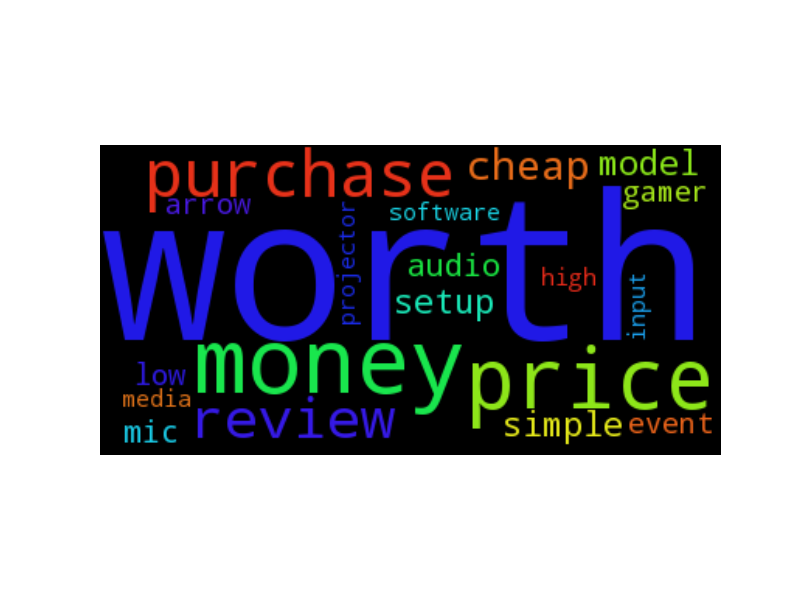 purchase
cheap
model
gamer
arrow
software
projector
worth
audio
high
setup
input
money
price
low
media
review
mic
simple
event